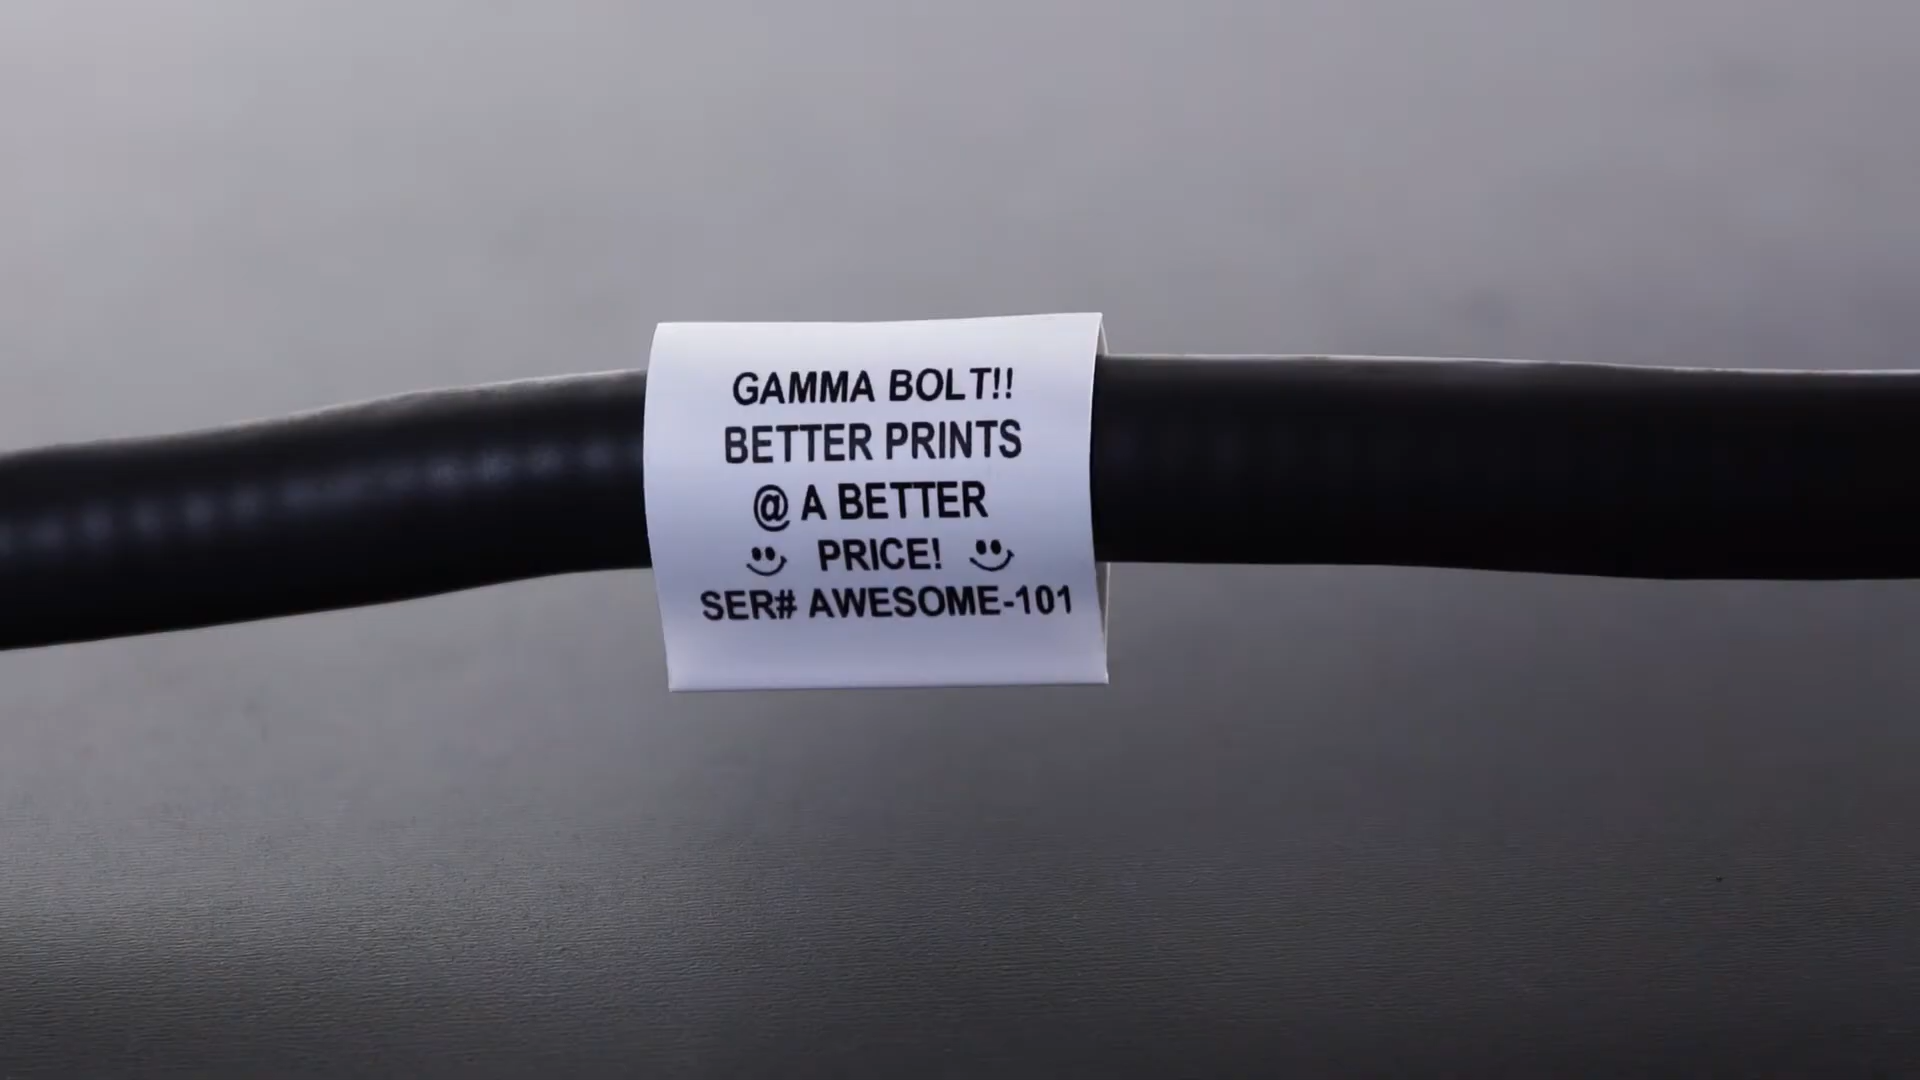 GAMMA BOLT!!
BETTER PRINTS
@ A BETTER
PRICE!
SER# AWESOME-101